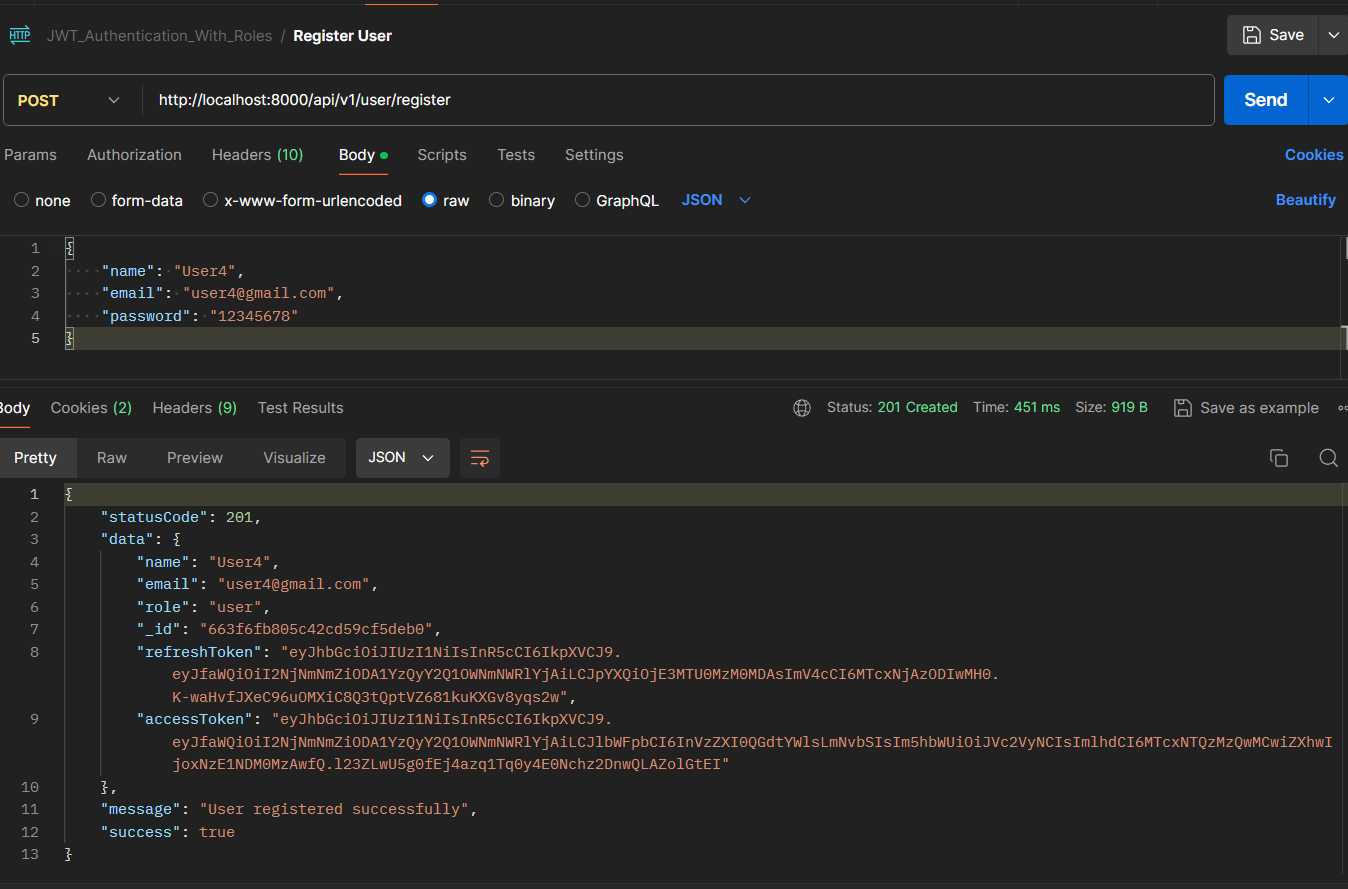 HTTP JWT_Authentication_With_Roles / Register User Save
POST http://localhost:8000/api/v1/user/register Send
Params Authorization Headers (10) Body Scripts Tests Settings Cookies
none form-data x-www-form-urlencoded raw binary GraphQL JSON Beautify
1 {
2 "name": "User4",
3 "email": "user4@gmail.com",
4 "password": "12345678"
5 }
Body Cookies (2) Headers (9) Test Results Status: 201 Created Time: 451 ms Size: 919 B Save as example
Pretty Raw Preview Visualize JSON
1 {
2 "statusCode": 201,
3 "data": {
4 "name": "User4",
5 "email": "user4@gmail.com",
6 "role": "user",
7 "_id": "663f6fb805c42cd59cf5deb0",
8 "refreshToken": "eyJhbGciOiJIUzI1NiIsInR5cCI6IkpXVCJ9.
eyJfaWQiOiI2NjNmNmZiODA1YzQyY2Q1OWNmNWRlYjAiLCJpYXQiOjE3MTU0MzM0MDAsImV4cCI6MTcxNjAzODIwMH0.
K-waHvfJXeC96uOMXiC8Q3tQptVZ681kuKXGv8yqs2w",
9 "accessToken": "eyJhbGciOiJIUzI1NiIsInR5cCI6IkpXVCJ9.
eyJfaWQiOiI2NjNmNmZiODA1YzQyY2Q1OWNmNWRlYjAiLCJlbWFpbCI6InVzZXI0QGdtYWlsLmNvbSIsIm5hbWUiOiJVc2VyNCIsImlhdCI6MTcxNTQzMzQwMCwiZXhwI
joxNzE1NDM0MzAwfQ.l23ZLwU5g0fEj4azq1Tq0y4E0Nchz2DnwQLAZolGtEI"
10 },
11 "message": "User registered successfully",
12 "success": true
13 }